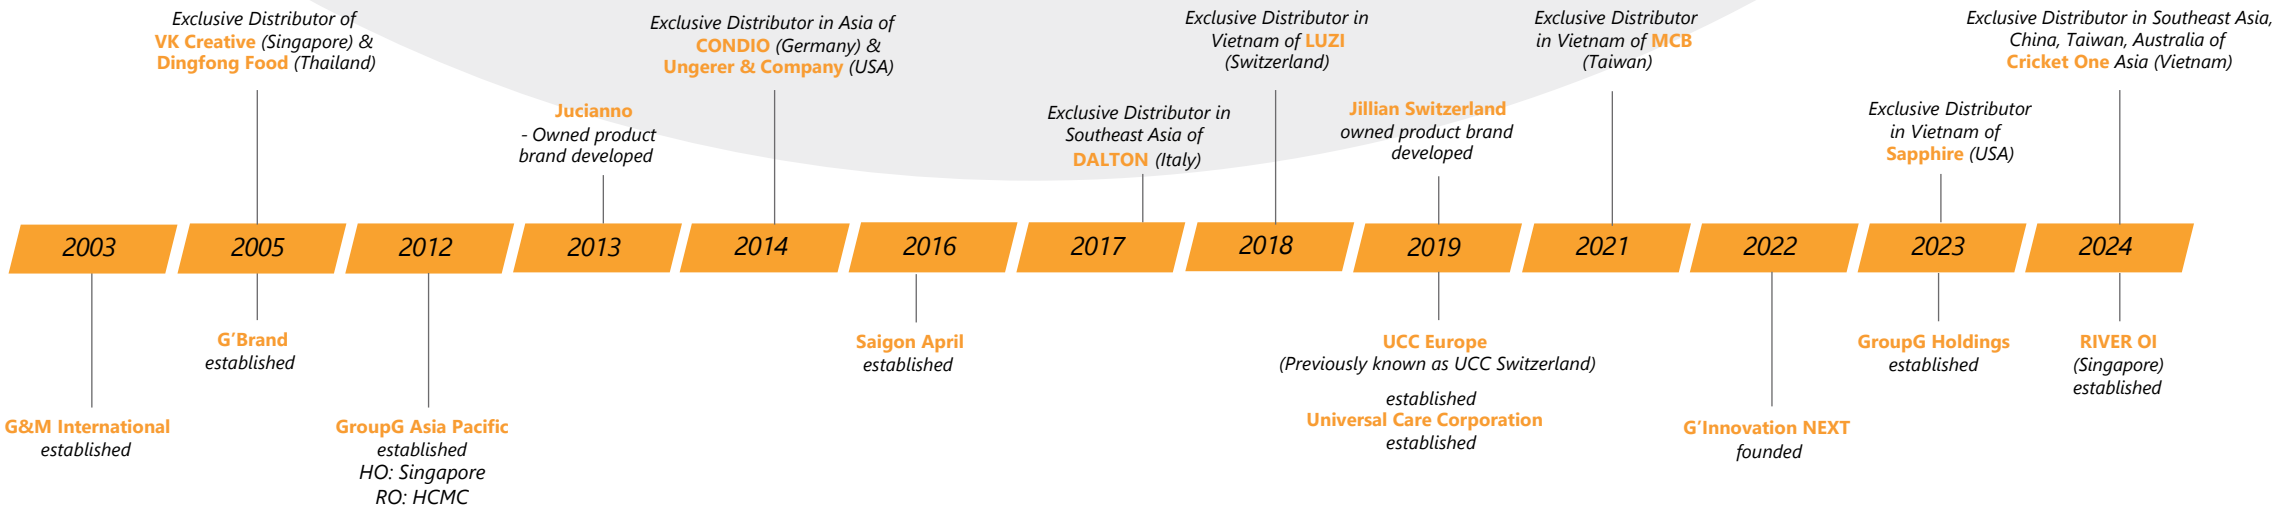 Exclusive Distributor of
VK Creative (Singapore) &
Dingfong Food (Thailand)
Jucianno
- Owned product
brand developed
Exclusive Distributor in Asia of
CONDIO (Germany) &
Ungerer & Company (USA)
Exclusive Distributor in
Southeast Asia of
DALTON (Italy)
Exclusive Distributor in
Vietnam of LUZI
(Switzerland)
Jillian Switzerland
owned product brand
developed
Exclusive Distributor
in Vietnam of MCB
(Taiwan)
Exclusive Distributor
in Vietnam of
Sapphire (USA)
Exclusive Distributor in Southeast Asia,
China, Taiwan, Australia of
Cricket One Asia (Vietnam)
2003
2005
2012
2013
2014
2016
2017
2018
2019
2021
2022
2023
2024
G&M International
established
G’Brand
established
GroupG Asia Pacific
established
HO: Singapore
RO: HCMC
Saigon April
established
UCC Europe
(Previously known as UCC Switzerland)
established
Universal Care Corporation
established
G’Innovation NEXT
founded
GroupG Holdings
established
RIVER OI
(Singapore)
established